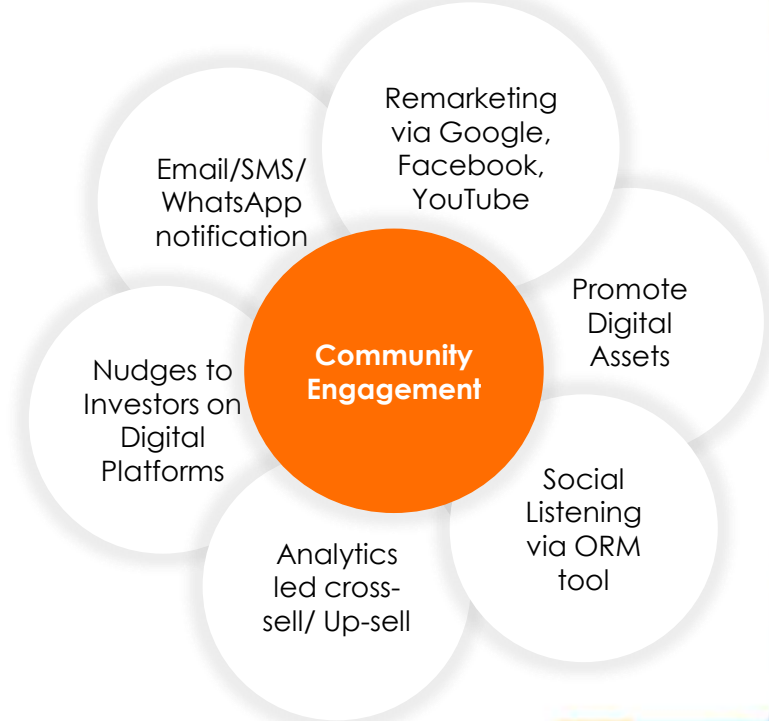 Remarketing
via Google,
Facebook,
YouTube
Email/SMS/
WhatsApp
notification
Promote
Digital
Assets
Community
Engagement
Nudges to
Investors on
Digital
Platforms
Social
Listening
via ORM
tool
Analytics
led cross-
sell/ Up-sell